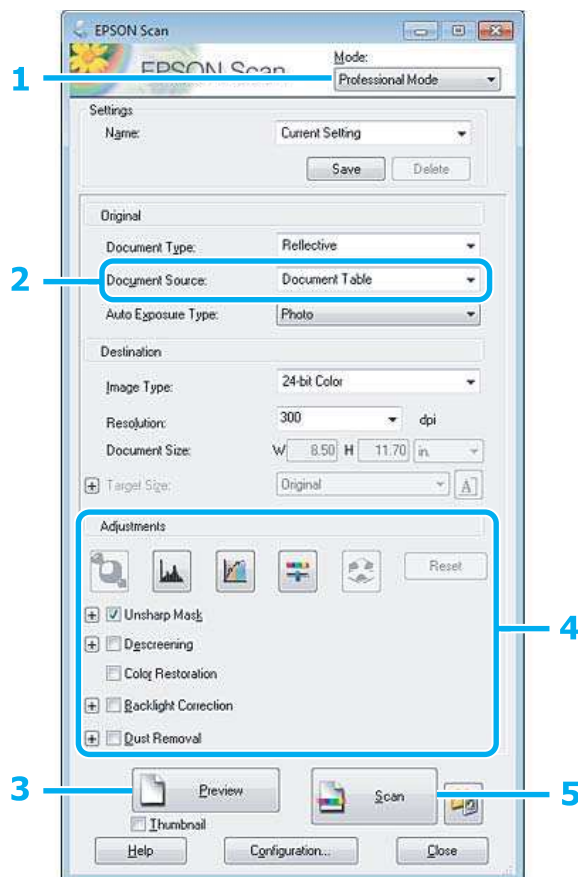 EPSON Scan
EPSON Scan
Mode:
1
Professional Mode
Settings
Name:
Current Setting
Save
Delete
Original
Document Type:
Reflective
2
Document Source:
Document Table
Auto Exposure Type:
Photo
Destination
Image Type:
24-bit Color
Resolution:
300
dpi
Document Size:
W 8.50 H 11.70 in.
Target Size:
Original
A
Adjustments
Reset
Unsharp Mask
4
Descreening
Color Restoration
Backlight Correction
Dust Removal
3
Preview
Scan
5
Thumbnail
Help
Configuration...
Close